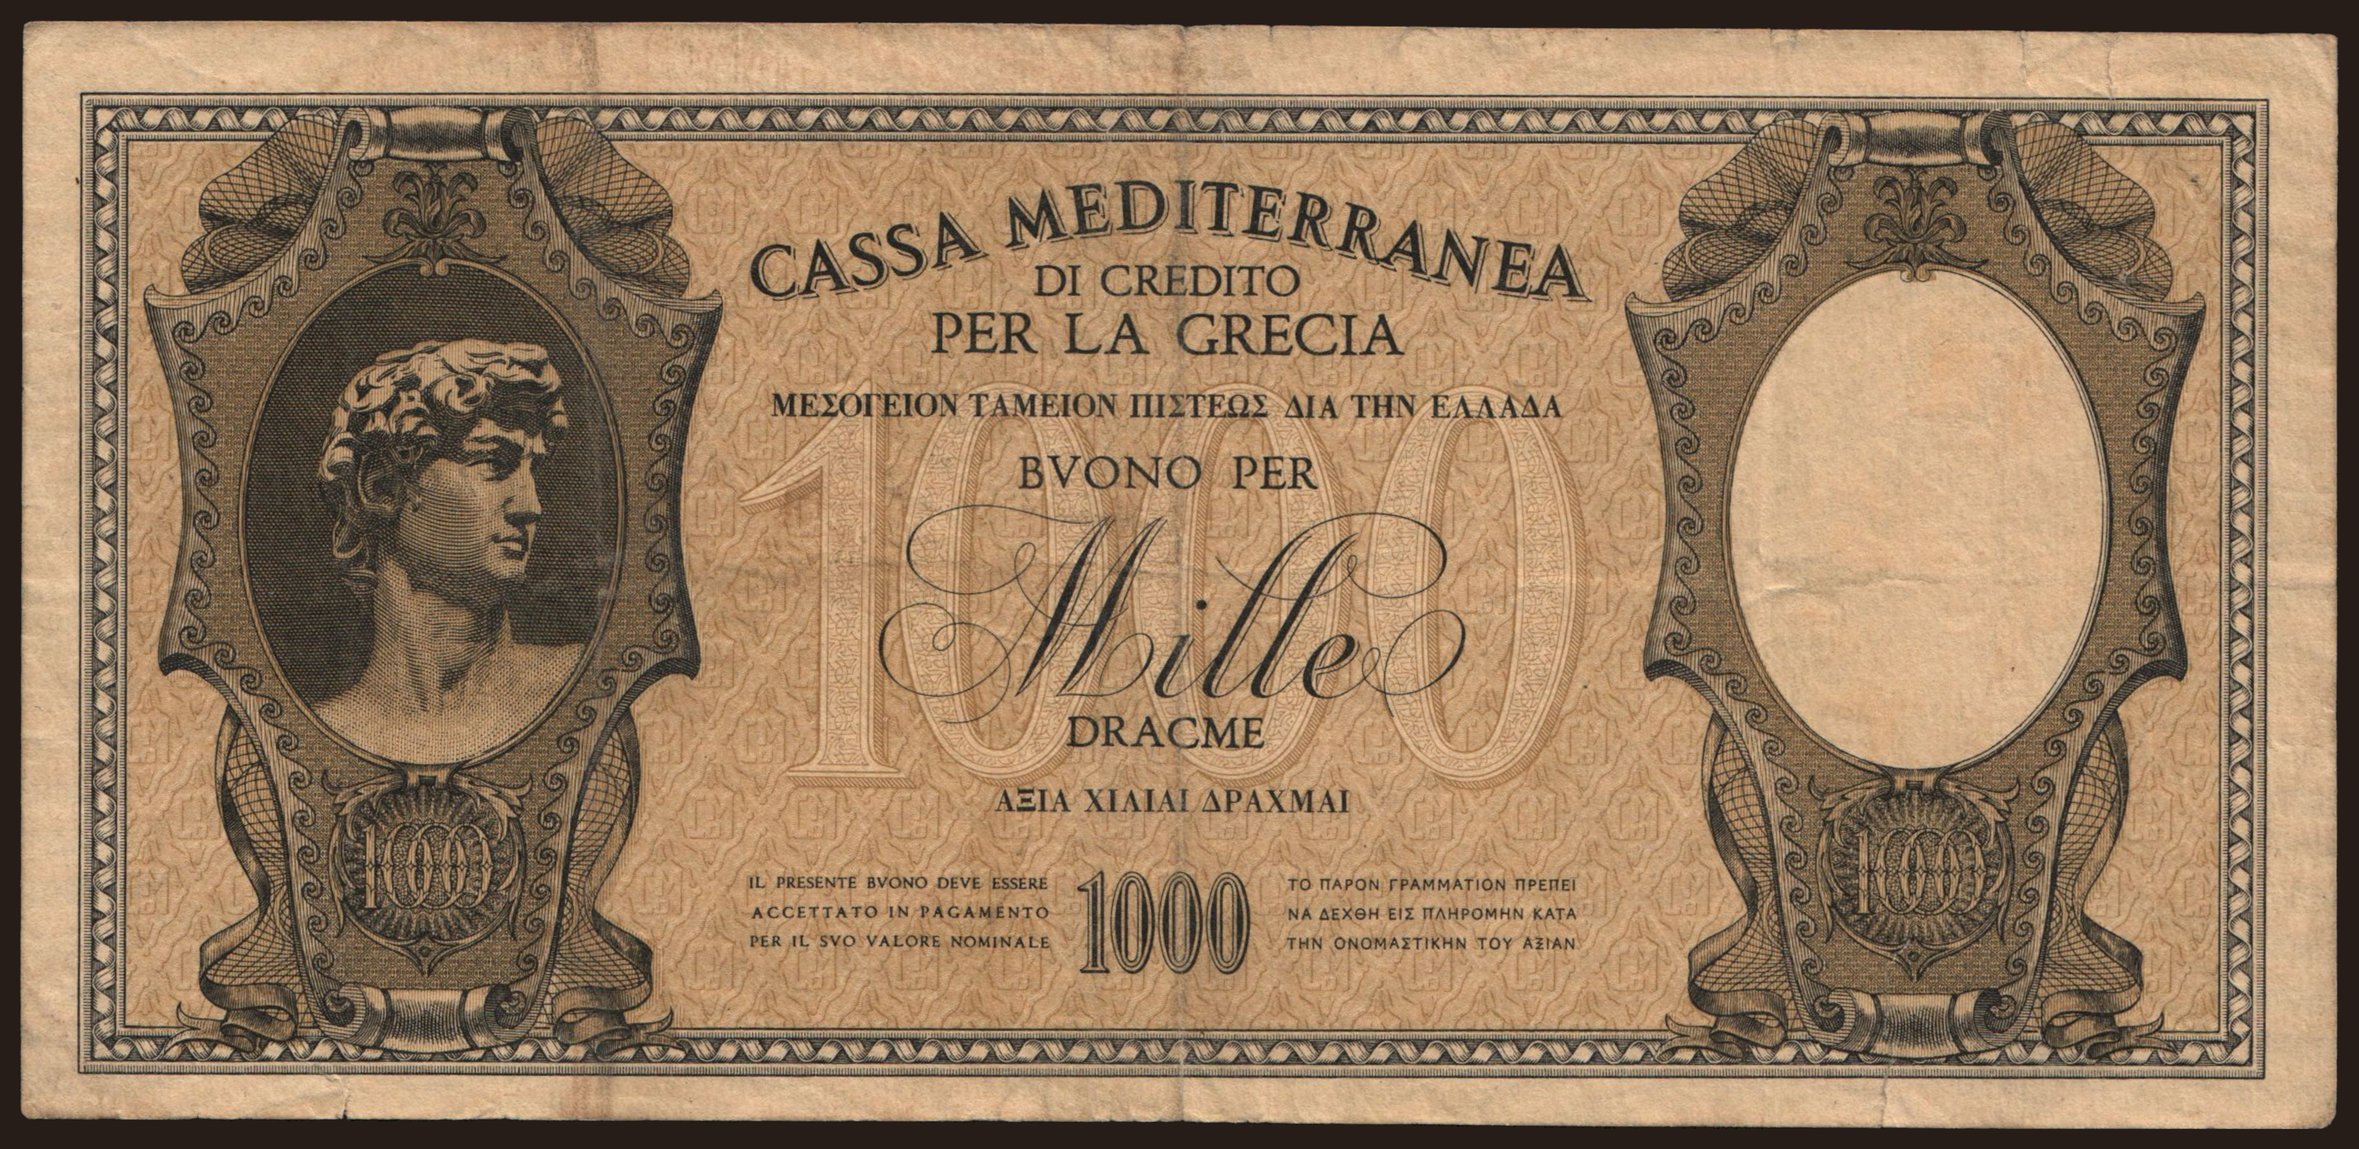 CASSA MEDITERRANEA
DI CREDITO
PER LA GRECIA
ΜΕΣΟΓΕΙΟΝ ΤΑΜΕΙΟΝ ΠΙΣΤΕΩΣ ΔΙΑ ΤΗΝ ΕΛΛΑΔΑ
BVONO PER
1000
Mille
DRACME
ΑΞΙΑ ΧΙΛΙΑΙ ΔΡΑΧΜΑΙ
1000
IL PRESENTE BVONO DEVE ESSERE
ACCETTATO IN PAGAMENTO
PER IL SVO VALORE NOMINALE
1000
ΤΟ ΠΑΡΟΝ ΓΡΑΜΜΑΤΙΟΝ ΠΡΕΠΕΙ
ΝΑ ΔΕΧΘΗ ΕΙΣ ΠΛΗΡΟΜΗΝ ΚΑΤΑ
ΤΗΝ ΟΝΟΜΑΣΤΙΚΗΝ ΤΟΥ ΑΞΙΑΝ
1000